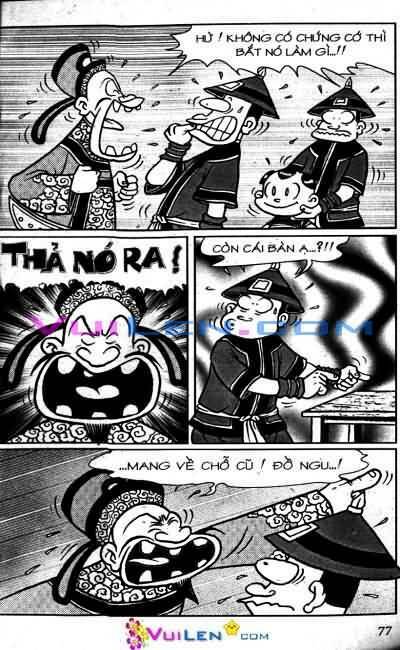 HỪ ! KHÔNG CÓ CHỨNG CỚ THÌ
BẮT NÓ LÀM GÌ...!!
THẢ NÓ RA !
CÒN CÁI BÀN Ạ...?!!
VUILEN.COM
...MANG VỀ CHỖ CŨ ! ĐỒ NGU...!
77
VUILEN.COM